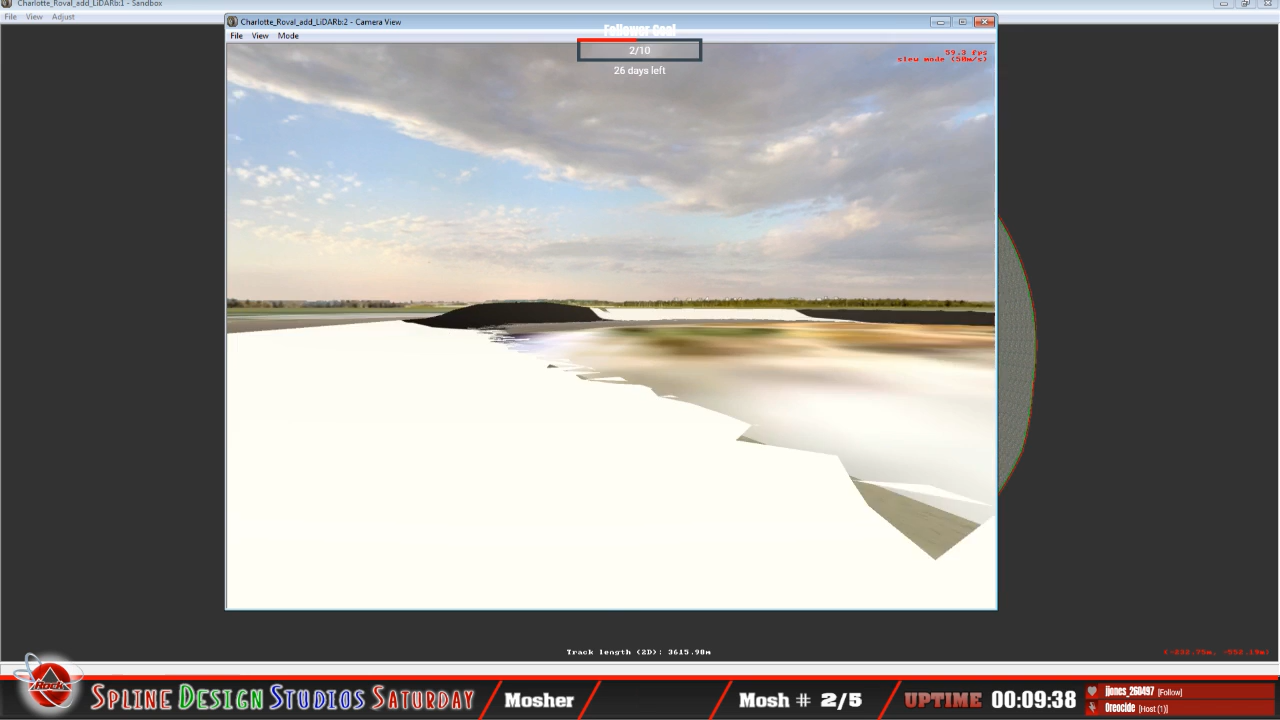 Charlotte_Roval_add_LiDARb:1 - Sandbox
File View Adjust
Charlotte_Roval_add_LiDARb:2 - Camera View
File View Mode
Follower Goal
2/10
26 days left
59.3 fps
slew mode (50m/s)
Track length (2D): 3615.90m
SPLINE DESIGN STUDIOS SATURDAY
Mosher
Mosh # 2/5
UPTIME 00:09:38
jjones_260497 [Follow]
Dreocide [Host (1)]